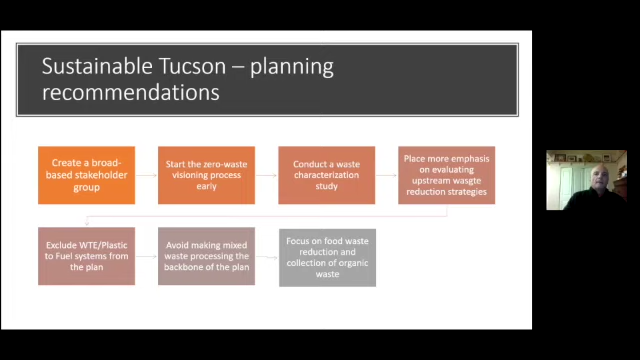 Sustainable Tucson – planning
recommendations
Create a broad-
based stakeholder
group
Start the zero-waste
visioning process
early
Conduct a waste
characterization
study
Place more emphasis
on evaluating
upstream wasgte
reduction strategies
Exclude WTE/Plastic
to Fuel systems from
the plan
Avoid making mixed
waste processing the
backbone of the plan
Focus on food waste
reduction and
collection of organic
waste